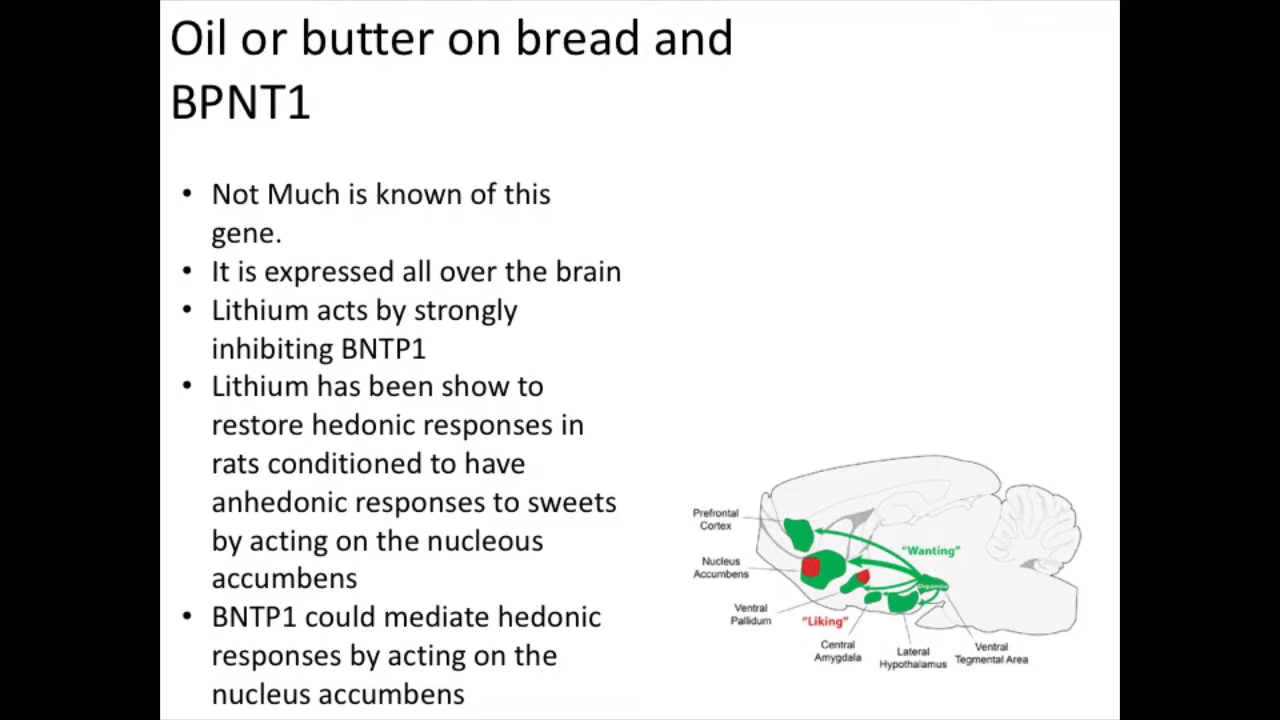 Oil or butter on bread and
BPNT1
• Not Much is known of this
gene.
• It is expressed all over the brain
• Lithium acts by strongly
inhibiting BNTP1
• Lithium has been show to
restore hedonic responses in
rats conditioned to have
anhedonic responses to sweets
by acting on the nucleous
accumbens
• BNTP1 could mediate hedonic
responses by acting on the
nucleus accumbens
Prefrontal
Cortex
Nucleus
Accumbens
Ventral
Pallidum
"Liking"
"Wanting"
Dopamine
Central
Amygdala
Lateral
Hypothalamus
Ventral
Tegmental Area